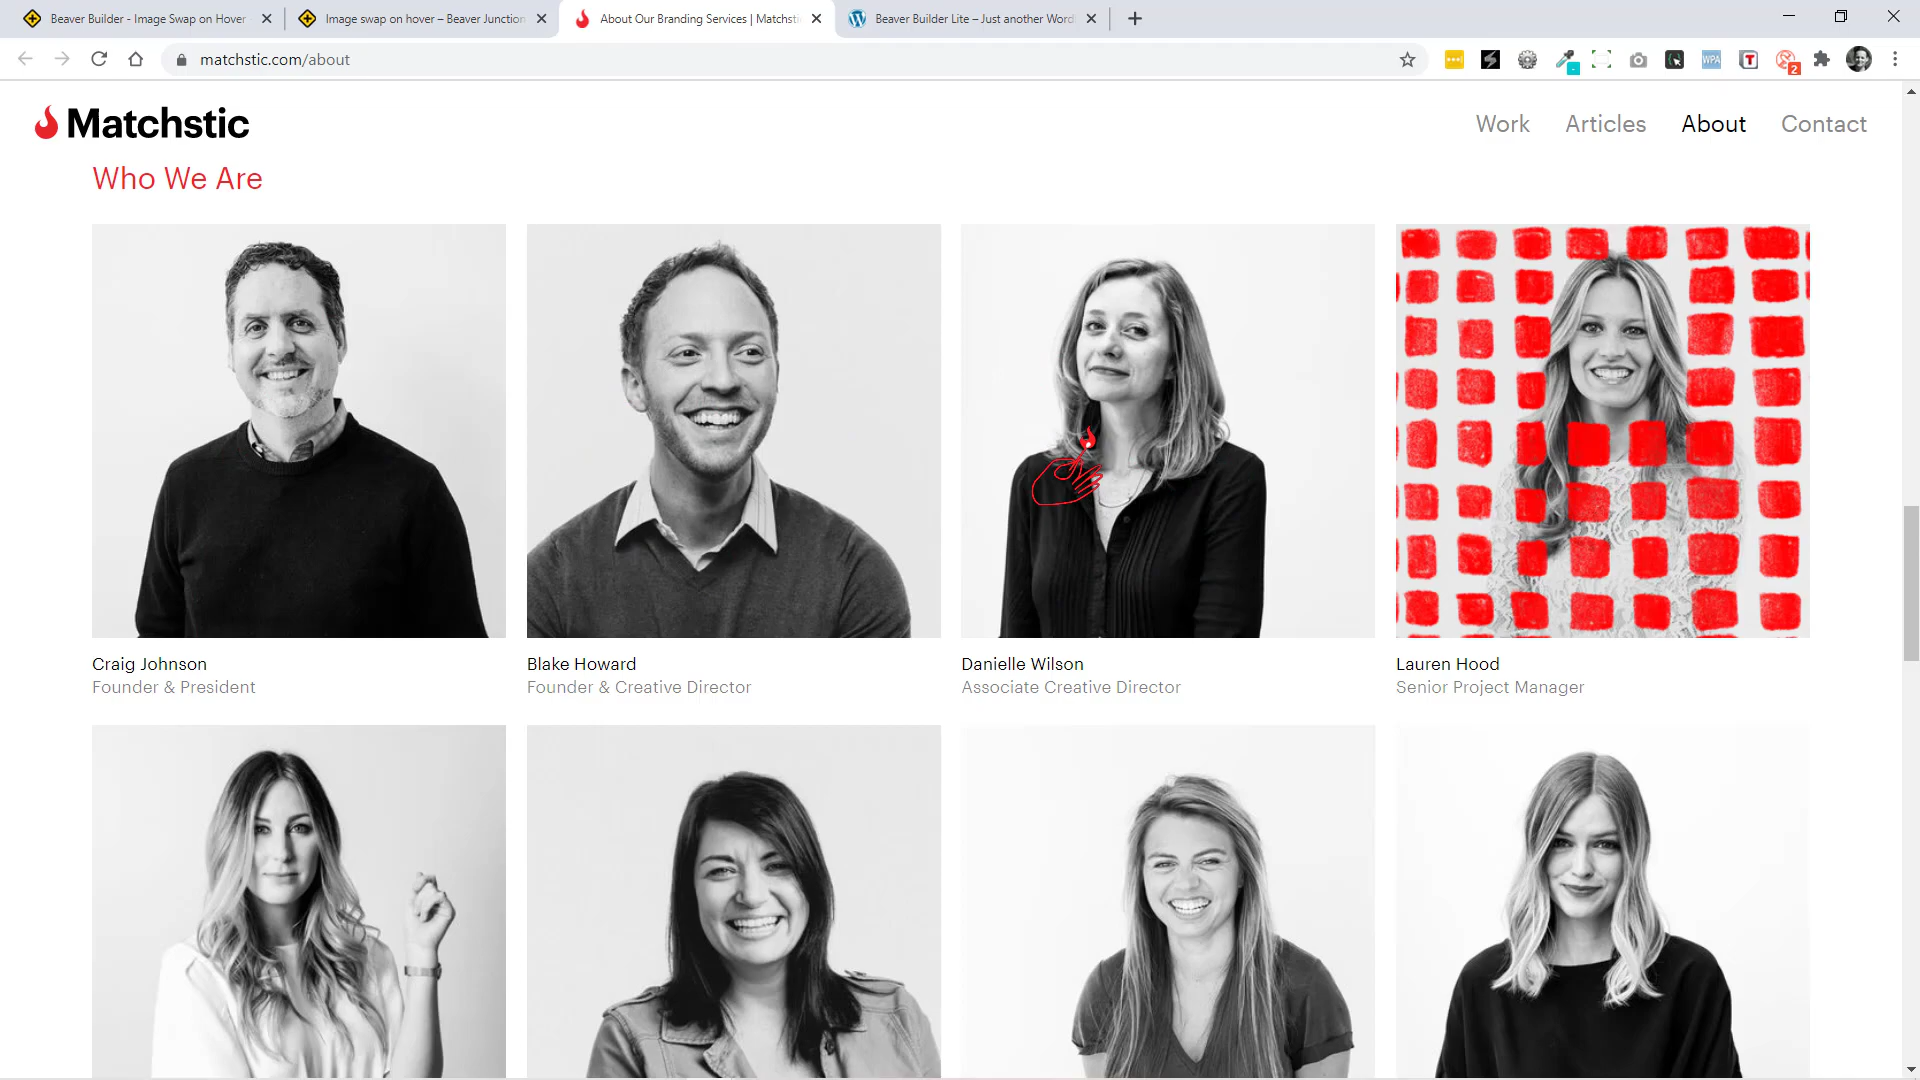 Beaver Builder - Image Swap on Hover
Image swap on hover – Beaver Junction
About Our Branding Services | Matchstic
Beaver Builder Lite – Just another Word
matchstic.com/about
WPA
T
2
Matchstic
Work
Articles
About
Contact
Who We Are
Craig Johnson
Founder & President
Blake Howard
Founder & Creative Director
Danielle Wilson
Associate Creative Director
Lauren Hood
Senior Project Manager